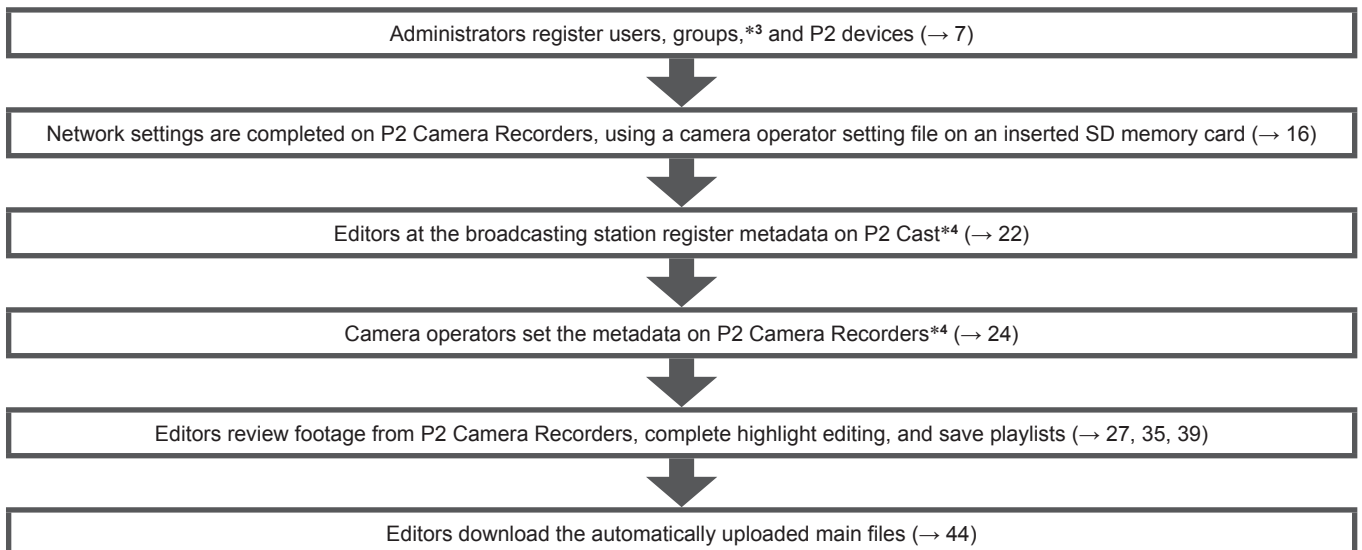 Administrators register users, groups,*3 and P2 devices (→ 7)
Network settings are completed on P2 Camera Recorders, using a camera operator setting file on an inserted SD memory card (→ 16)
Editors at the broadcasting station register metadata on P2 Cast*4 (→ 22)
Camera operators set the metadata on P2 Camera Recorders*4 (→ 24)
Editors review footage from P2 Camera Recorders, complete highlight editing, and save playlists (→ 27, 35, 39)
Editors download the automatically uploaded main files (→ 44)